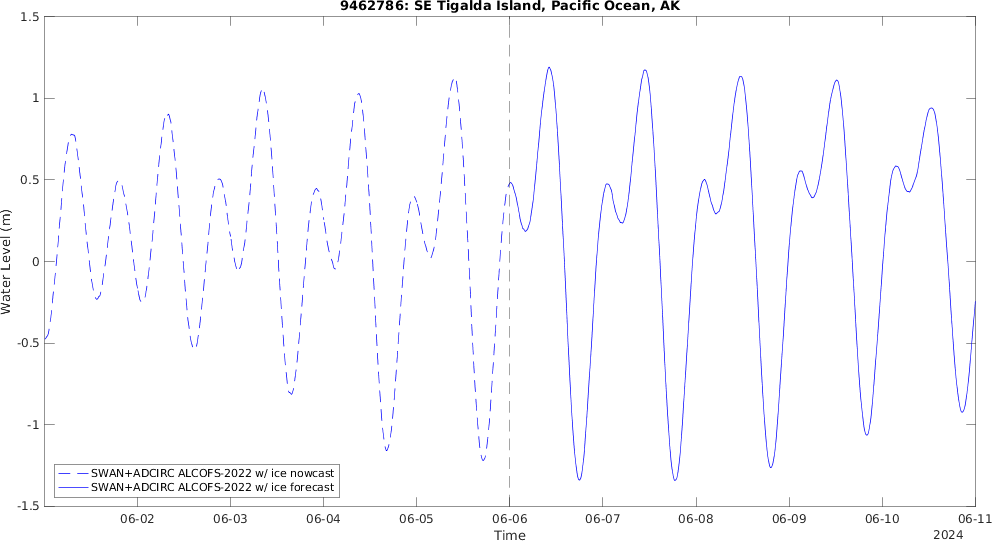 9462786: SE Tigalda Island, Pacific Ocean, AK
1.5
1
0.5
0
-0.5
-1
-1.5
Water Level (m)
SWAN+ADCIRC ALCOFS-2022 w/ ice nowcast
SWAN+ADCIRC ALCOFS-2022 w/ ice forecast
06-02 06-03 06-04 06-05 06-06 06-07 06-08 06-09 06-10 06-11
Time
2024